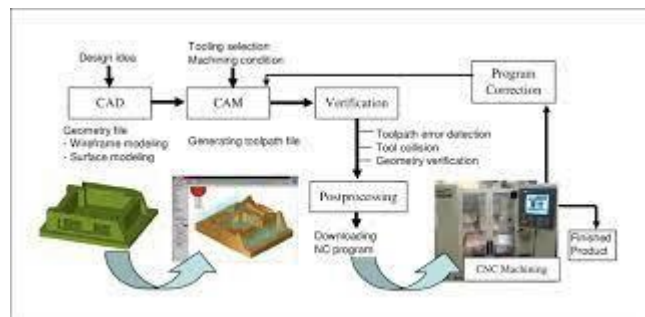 Design idea
Tooling selection
Machining condition
CAD
CAM
Verification
Program
Correction
Geometry file
- Wireframe modeling
- Surface modeling
Generating toolpath file
Toolpath error detection
Tool collision
Geometry verification
Postprocessing
Downloading
NC program
CNC Machining
Finished
Product